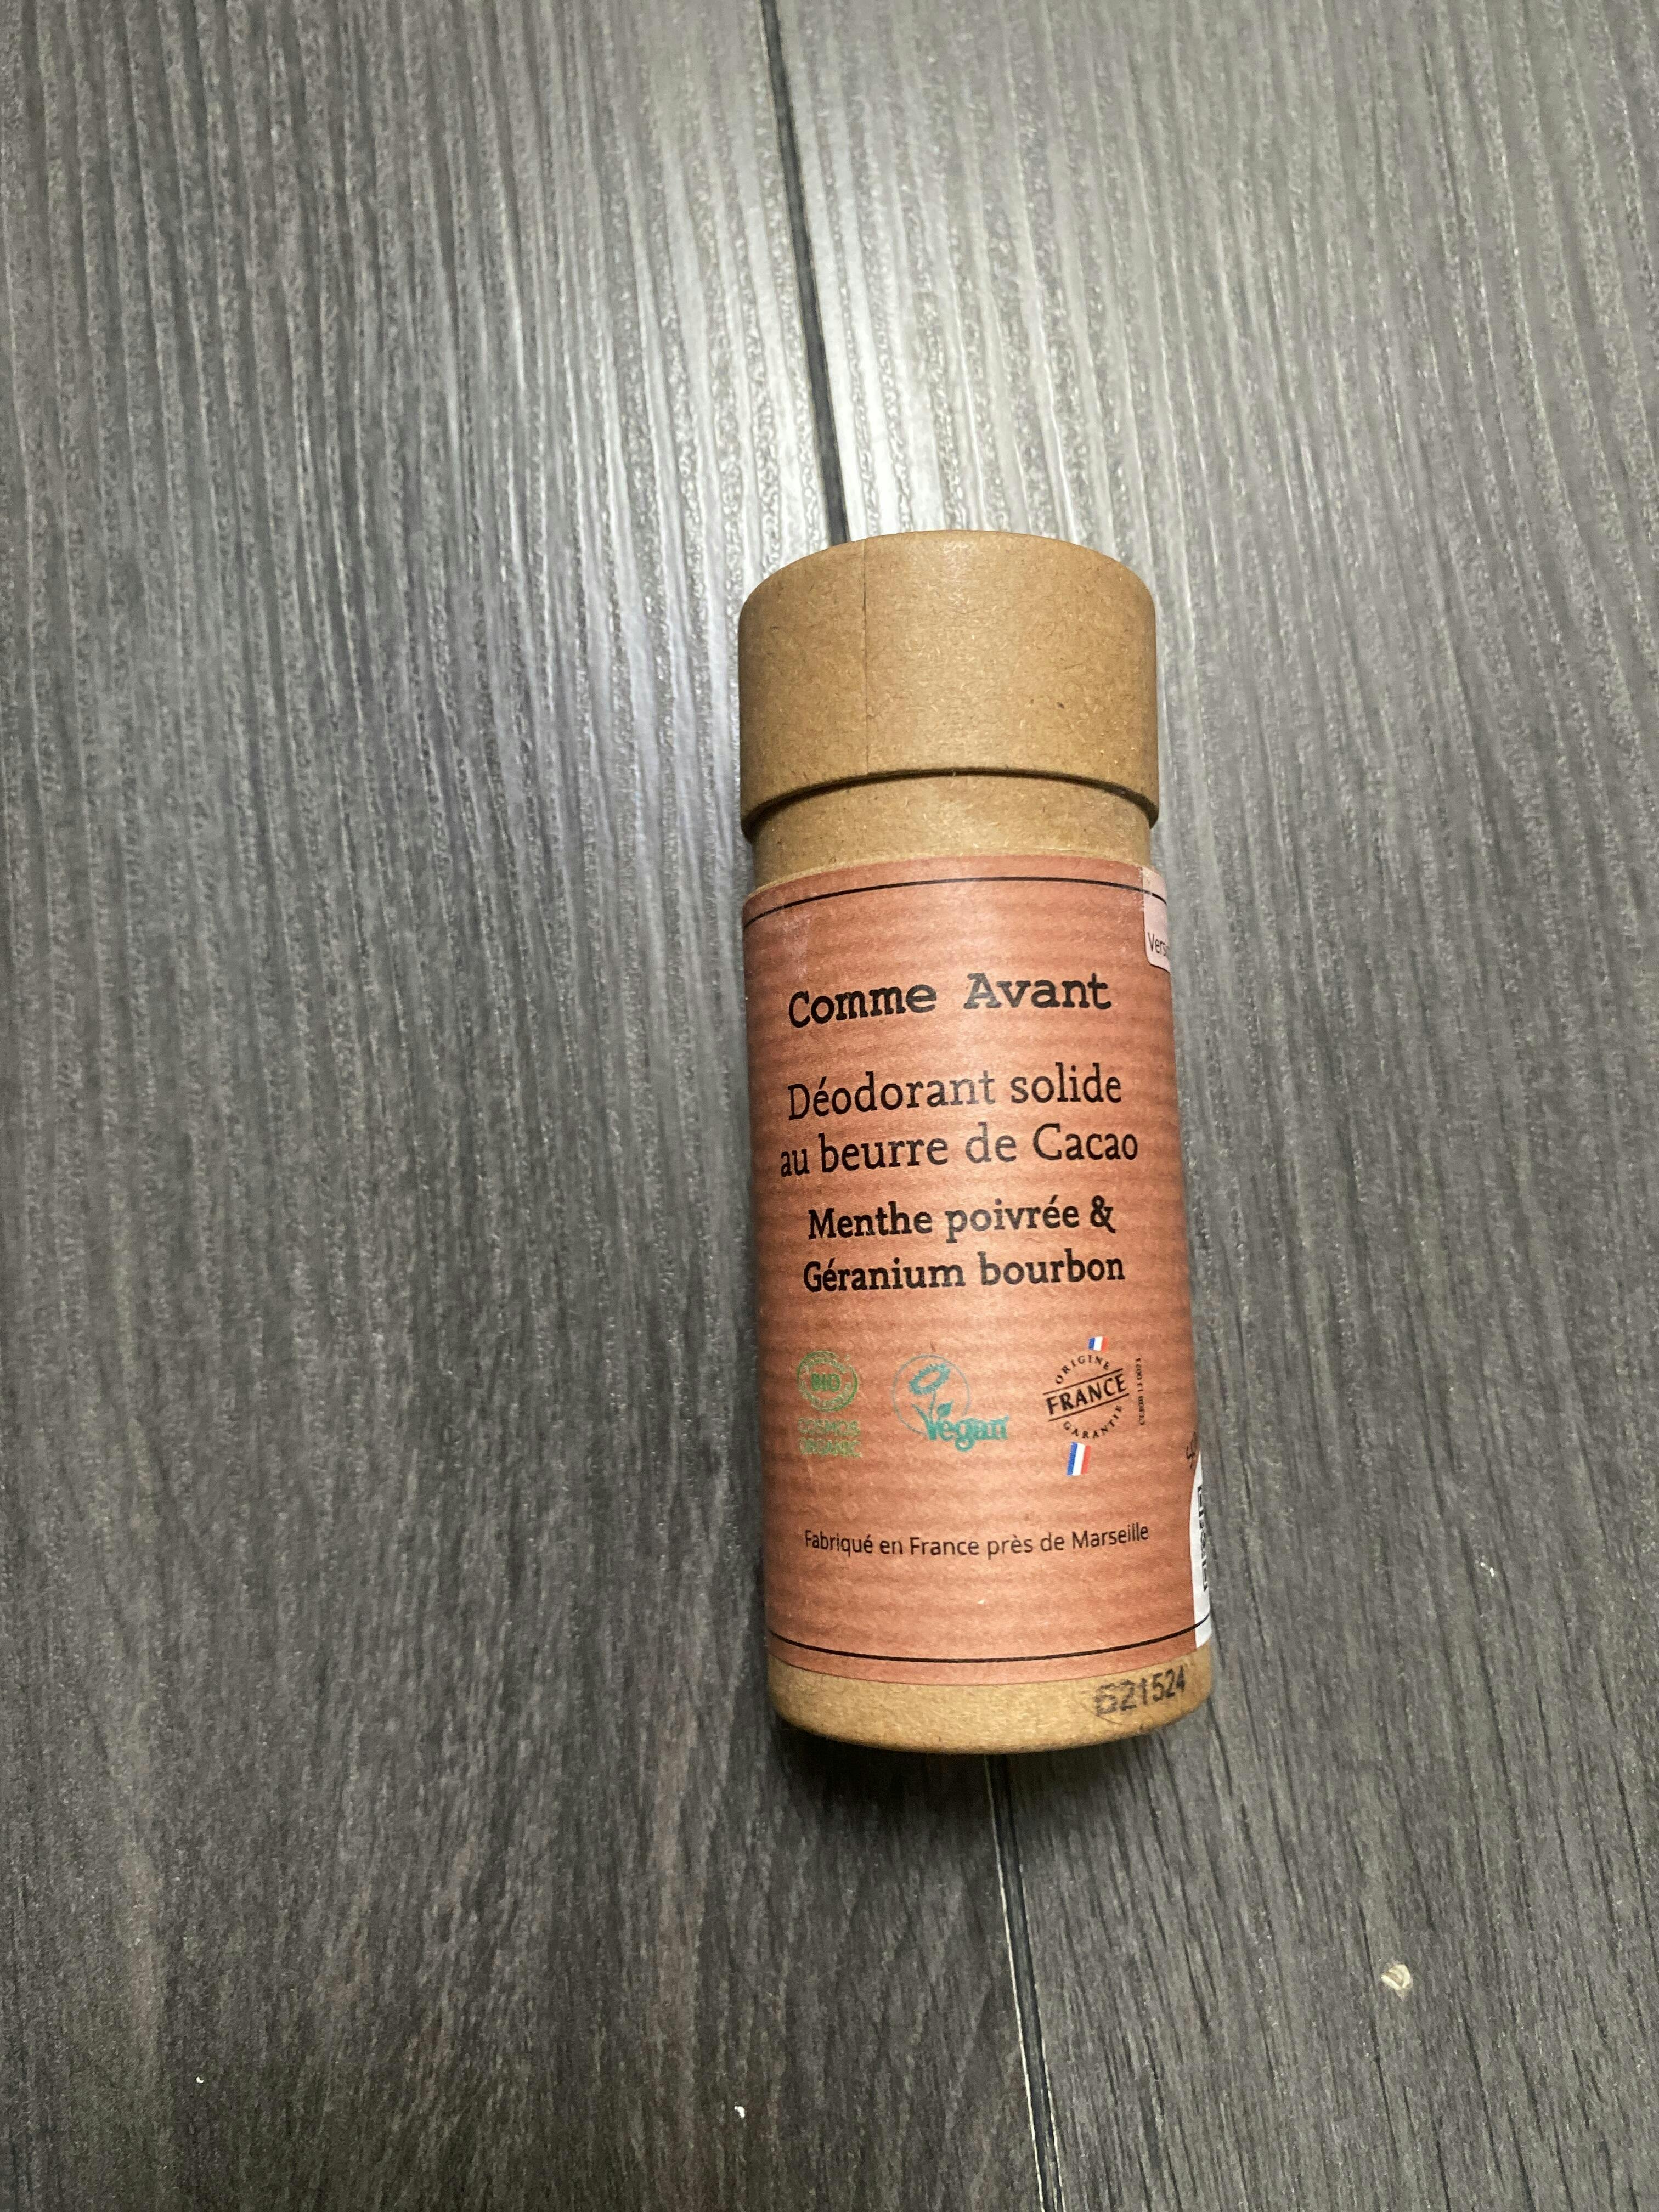 Vers
Comme Avant
Déodorant solide
au beurre de Cacao
Menthe poivrée &
Géranium bourbon
BIO
COSMOS
ORGANIC
Vegan
ORIGINE
FRANCE
GARANTIE
Fabriqué en France près de Marseille
621524